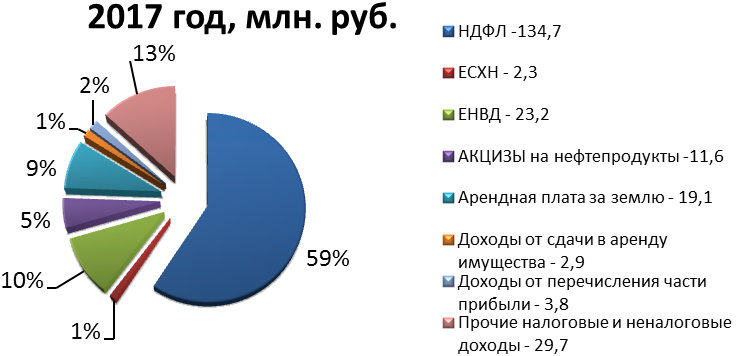 2017 год, млн. руб.
13%
2%
1%
9%
5%
10%
1%
59%
НДФЛ -134,7
ЕСХН - 2,3
ЕНВД - 23,2
АКЦИЗЫ на нефтепродукты -11,6
Арендная плата за землю - 19,1
Доходы от сдачи в аренду
имущества - 2,9
Доходы от перечисления части
прибыли - 3,8
Прочие налоговые и неналоговые
доходы - 29,7